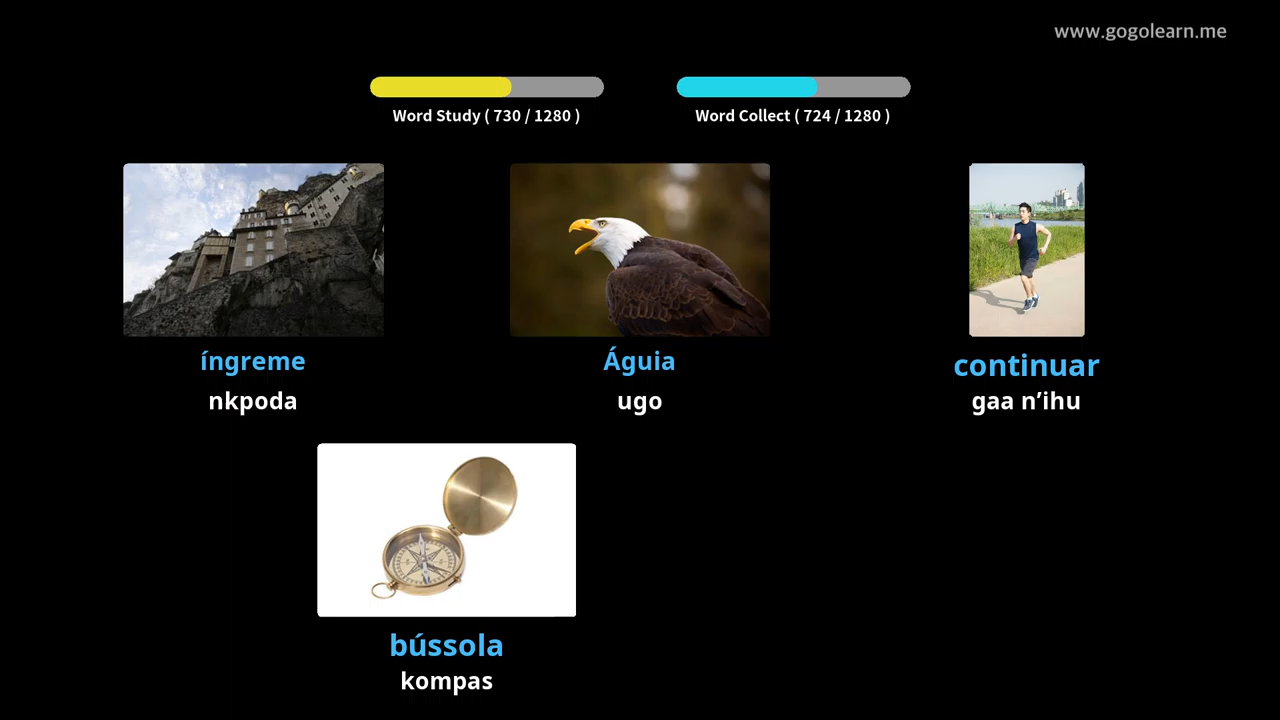 www.gogolearn.me
Word Study ( 730 / 1280 )
Word Collect ( 724 / 1280 )
íngreme
Águia
continuar
nkpoda
ugo
gaa n’ihu
bússola
kompas